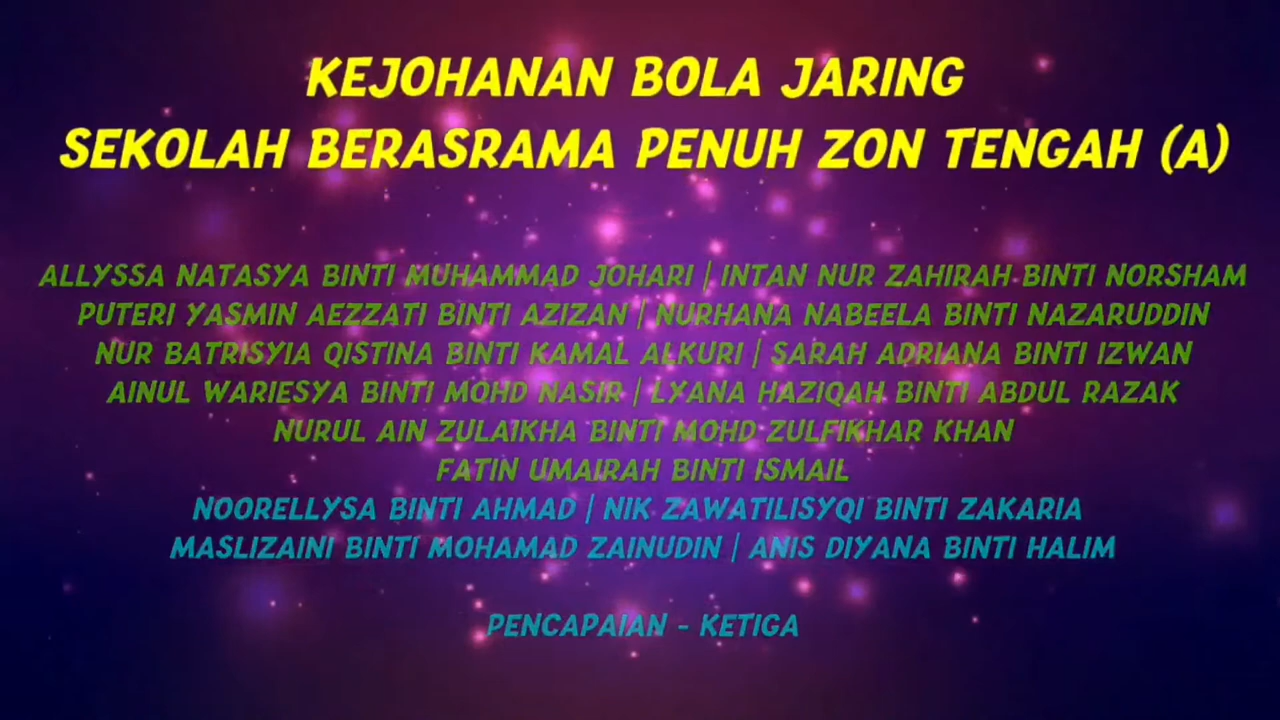 KEJOHANAN BOLA JARING
SEKOLAH BERASRAMA PENUH ZON TENGAH (A)
ALLYSSA NATASYA BINTI MUHAMMAD JOHARI | INTAN NUR ZAHIRAH BINTI NORSHAM
PUTERI YASMIN AEZZATI BINTI AZIZAN | NURHANA NABEELA BINTI NAZARUDDIN
NUR BATRISYIA QISTINA BINTI KAMAL ALKURI | SARAH ADRIANA BINTI IZWAN
AINUL WARIESYA BINTI MOHD NASIR | LYANA HAZIQAH BINTI ABDUL RAZAK
NURUL AIN ZULAIKHA BINTI MOHD ZULFIKHAR KHAN
FATIN UMAIRAH BINTI ISMAIL
NOORELLYSA BINTI AHMAD | NIK ZAWATILISYQI BINTI ZAKARIA
MASLIZAINI BINTI MOHAMAD ZAINUDIN | ANIS DIYANA BINTI HALIM
PENCAPAIAN - KETIGA